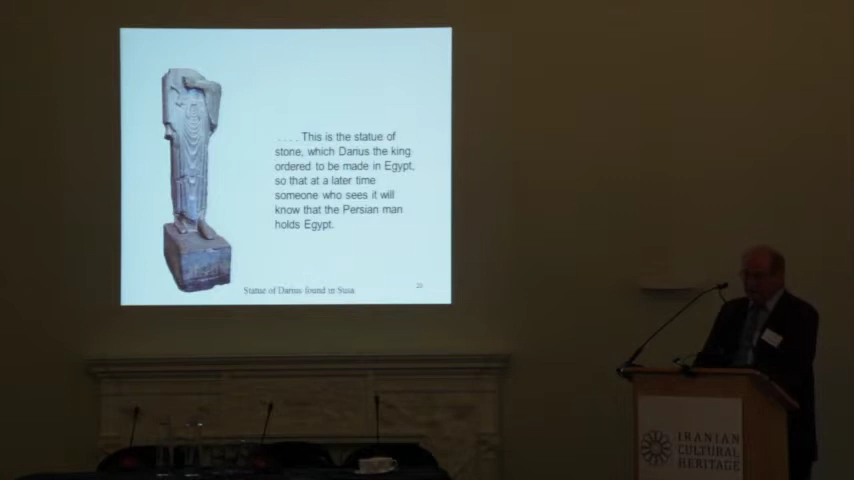 . . . . This is the statue of
stone, which Darius the king
ordered to be made in Egypt,
so that at a later time
someone who sees it will
know that the Persian man
holds Egypt.
Statue of Darius found in Susa
IRANIAN
CULTURAL
HERITAGE